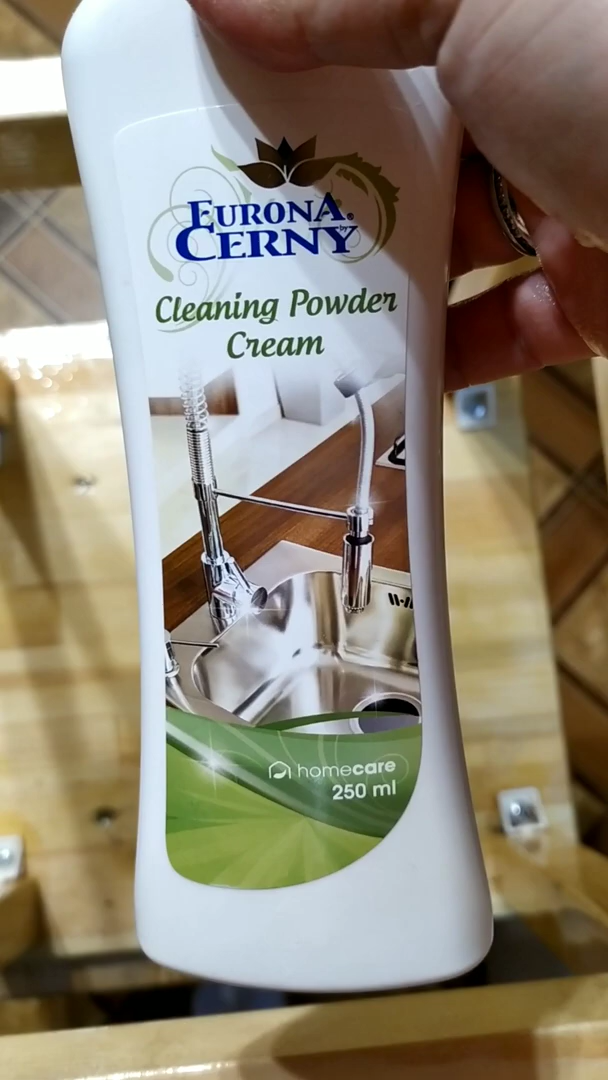 EURONA®
by
CERNY
Cleaning Powder
Cream
homecare
250 ml